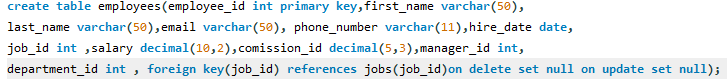 create table employees(employee_id int primary key,first_name varchar(50),
last_name varchar(50),email varchar(50), phone_number varchar(11),hire_date date,
job_id int ,salary decimal(10,2),comission_id decimal(5,3),manager_id int,
department_id int , foreign key(job_id) references jobs(job_id)on delete set null on update set null);